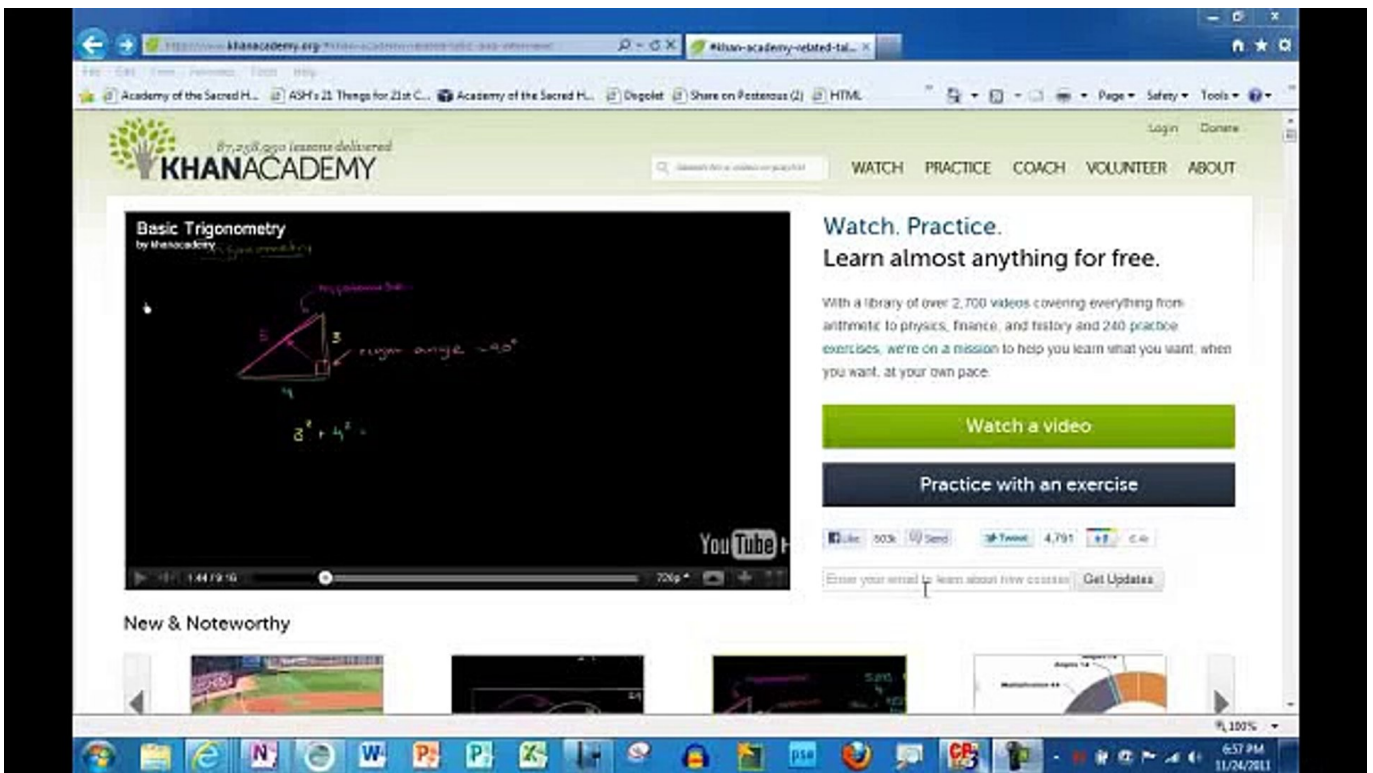 khanacademy.org
#khan-academy-related-tal...
Academy of the Sacred H... ASH's 21 Things for 21st C... Academy of the Sacred H... Diigolet Share on Posterous (2) HTML
Page Safety Tools
Login Donate
lessons delivered
KHANACADEMY
WATCH PRACTICE COACH VOLUNTEER ABOUT
Basic Trigonometry
by khanacademy
trigonometry
hypotenuse
5
3
right angle 90°
4
3² + 4² =
YouTube
1:44 / 9:16
720p
Watch. Practice.
Learn almost anything for free.
With a library of over 2,700 videos covering everything from
arithmetic to physics, finance, and history and 240 practice
exercises, we're on a mission to help you learn what you want, when
you want, at your own pace.
Watch a video
Practice with an exercise
Like 503k Send Tweet 4,791 +1
Enter your email to learn about new courses Get Updates
New & Noteworthy
100%
6:57 PM
11/24/2011